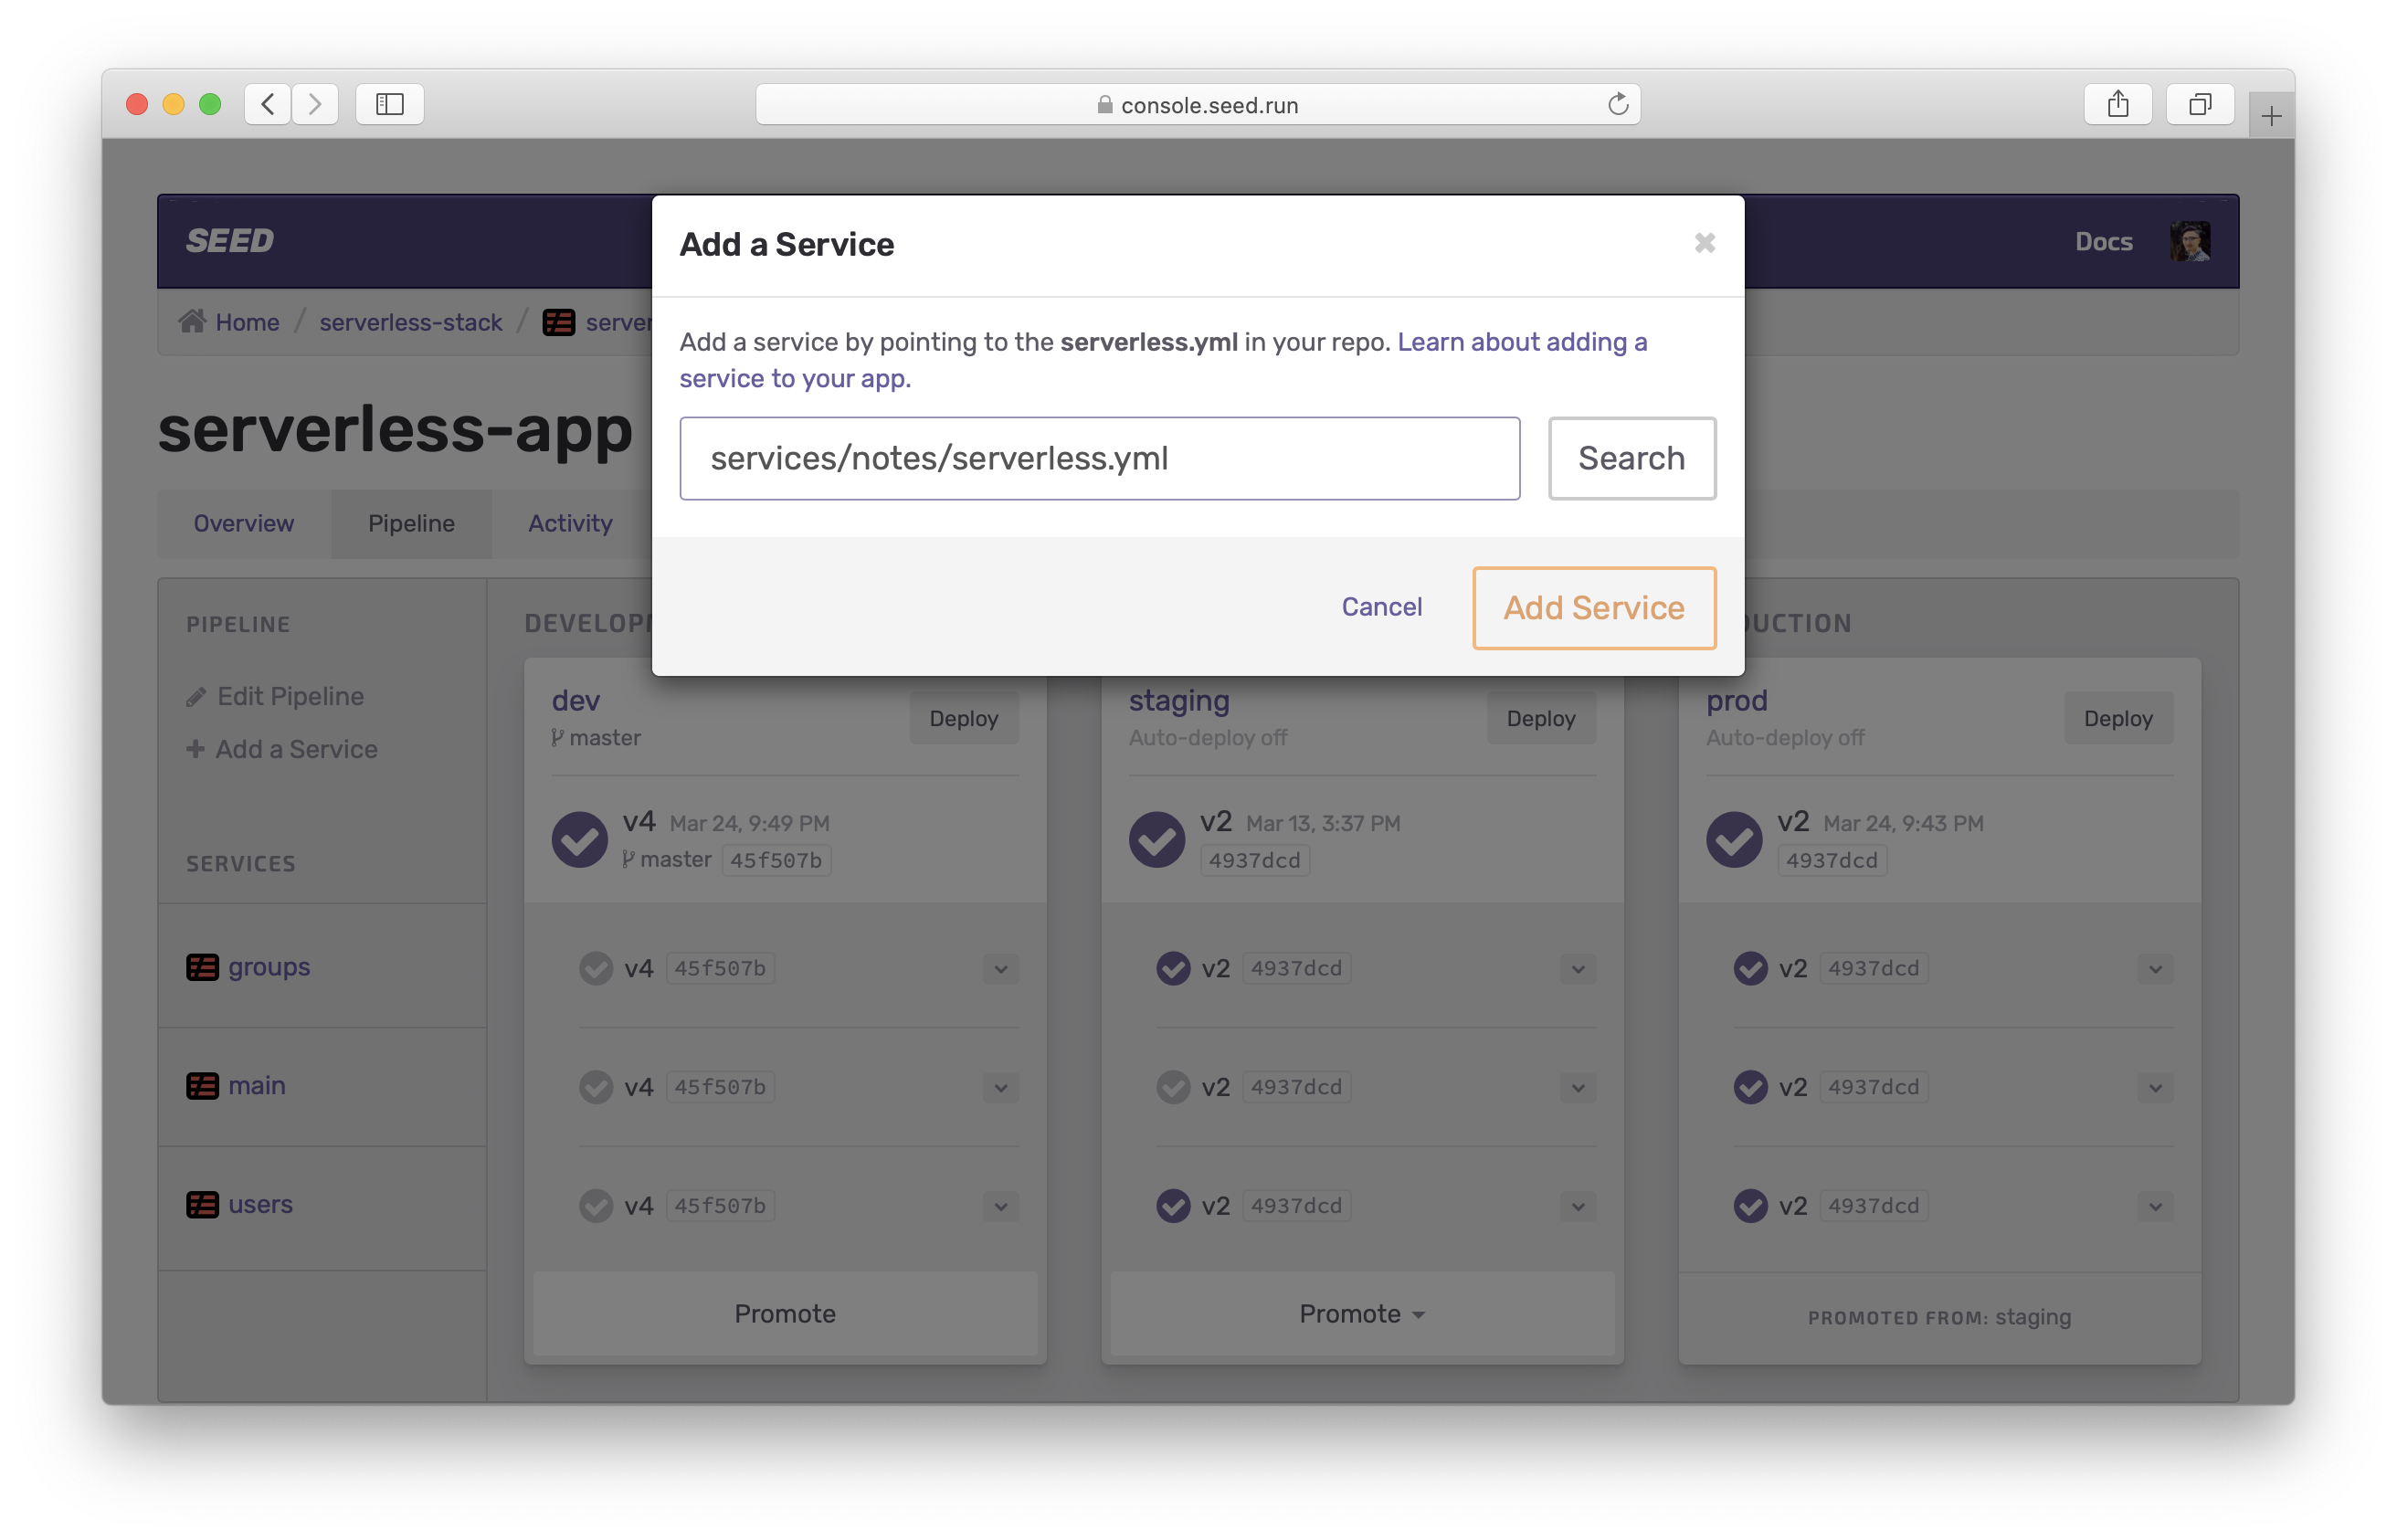 console.seed.run
SEED
Docs
Home / serverless-stack / server
serverless-app
Overview
Pipeline
Activity
Add a Service
Add a service by pointing to the serverless.yml in your repo. Learn about adding a
service to your app.
services/notes/serverless.yml
Search
Cancel
Add Service
PIPELINE
Edit Pipeline
Add a Service
SERVICES
groups
main
users
DEVELOPM
dev
Deploy
master
v4 Mar 24, 9:49 PM
master 45f507b
v4 45f507b
v4 45f507b
v4 45f507b
Promote
staging
Deploy
Auto-deploy off
v2 Mar 13, 3:37 PM
4937dcd
v2 4937dcd
v2 4937dcd
v2 4937dcd
Promote
DUCTION
prod
Deploy
Auto-deploy off
v2 Mar 24, 9:43 PM
4937dcd
v2 4937dcd
v2 4937dcd
v2 4937dcd
PROMOTED FROM: staging